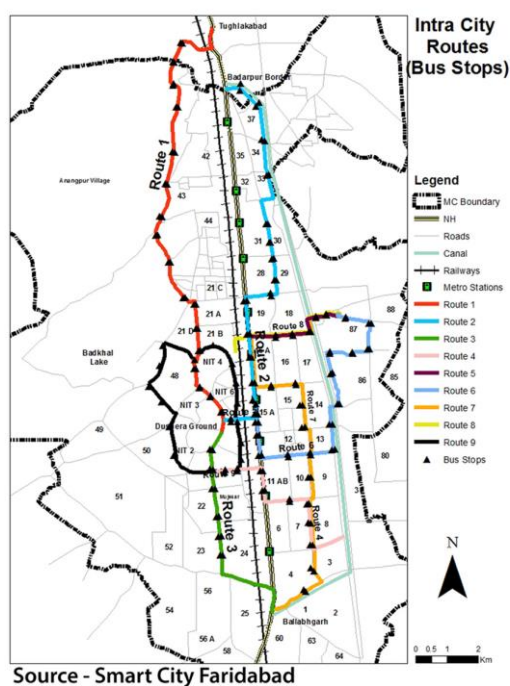 Intra City
Routes
(Bus Stops)
Tughlakabad
Badarpur Border
37
35
42
34
Route 1
32
33
Anangpur Village
43
44
31
30
28
29
21 C
21 A
19
18
Route 8
88
87
21 D
21 B
Route 2
Badkhal
Lake
NIT 4
16
17
86
48
NIT 5
15
Route 7
14
85
NIT 3
Route
15 A
49
Ground
12
13
50
NIT 2
Route 6
80
11 AB
10
9
51
22
Route 3
6
8
Route 4
52
23
24
3
4
54
1
2
25
Ballabhgarh
56
56 A
58
60
63
64
Legend
MC Boundary
NH
Roads
Canal
Railways
Metro Stations
Route 1
Route 2
Route 3
Route 4
Route 5
Route 6
Route 7
Route 8
Route 9
Bus Stops
N
0 0.5 1 2
Km
Source - Smart City Faridabad